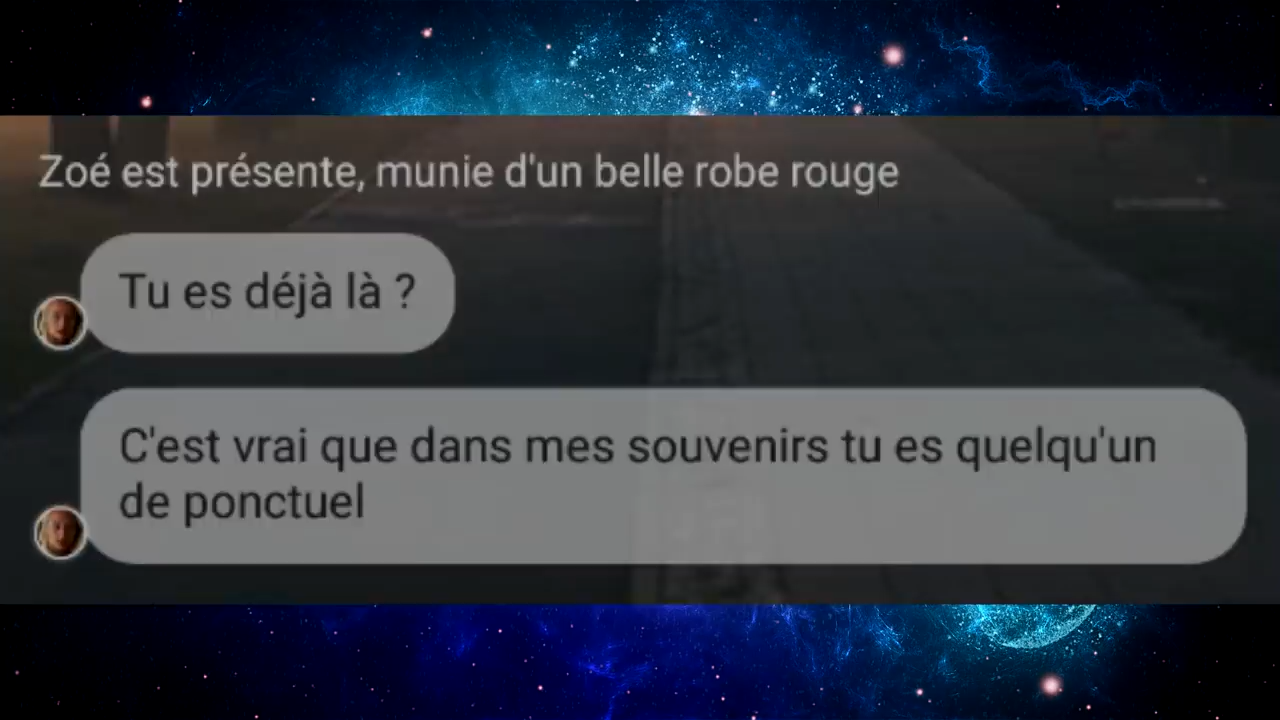 Zoé est présente, munie d'un belle robe rouge
Tu es déjà là ?
C'est vrai que dans mes souvenirs tu es quelqu'un
de ponctuel